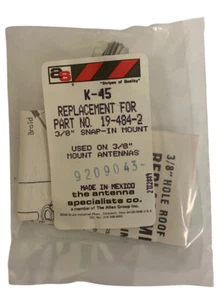 "Stripes of Quality"
K-45
REPLACEMENT FOR
PART NO. 19-484-2
3/8" SNAP-IN MOUNT
USED ON 3/8"
MOUNT ANTENNAS
9209043-
MADE IN MEXICO
the antenna
specialists co.
a member of The Allen Group Inc.
Braid
3/8" HOLE ROOF